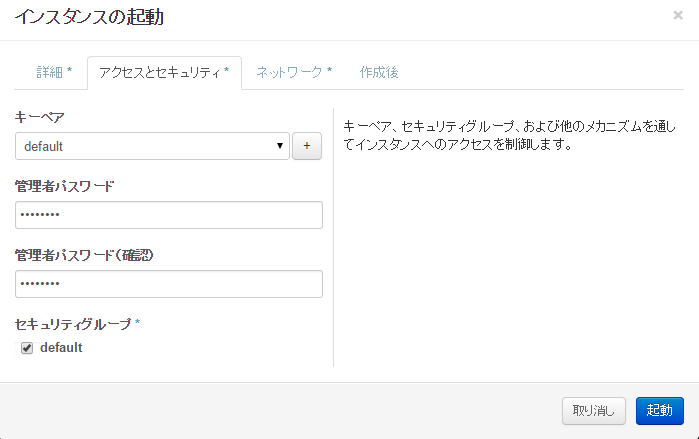 インスタンスの起動
×
詳細 * アクセスとセキュリティ * ネットワーク * 作成後
キーペア
default
+
管理者パスワード
••••••••
管理者パスワード(確認)
••••••••
セキュリティグループ *
default
キーペア、セキュリティグループ、および他のメカニズムを通し
てインスタンスへのアクセスを制御します。
取り消し 起動